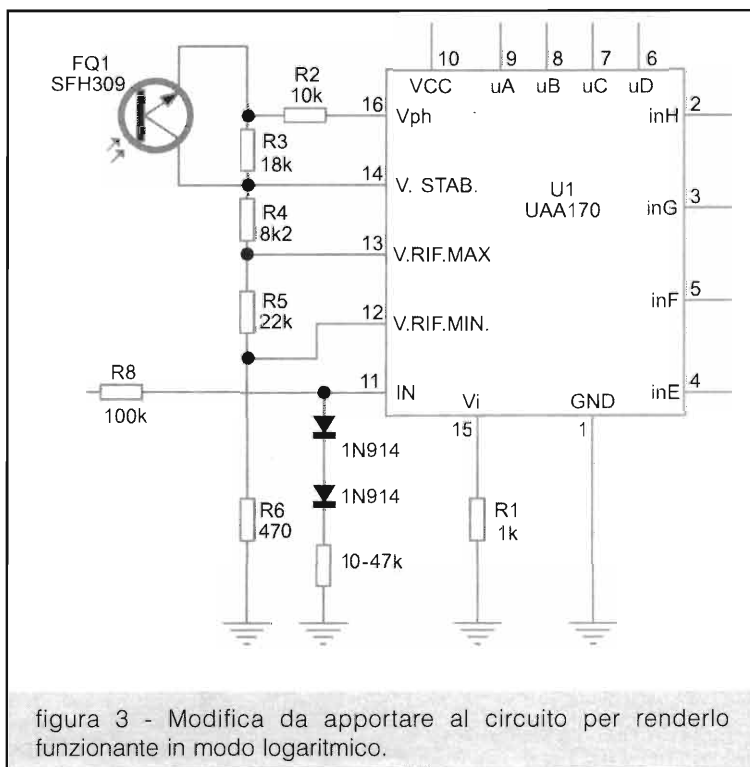 FQ1
SFH309
R2
10k
10
9
8
7
6
VCC
uA
uB
uC
uD
16
Vph
inH
2
R3
18k
14
V. STAB.
U1
UAA170
inG
3
R4
8k2
13
V.RIF.MAX
R5
22k
12
V.RIF.MIN.
inF
5
R8
100k
11
IN
inE
4
Vi
GND
15
1
1N914
1N914
R6
470
10-47k
R1
1k
figura 3 - Modifica da apportare al circuito per renderlo
funzionante in modo logaritmico.